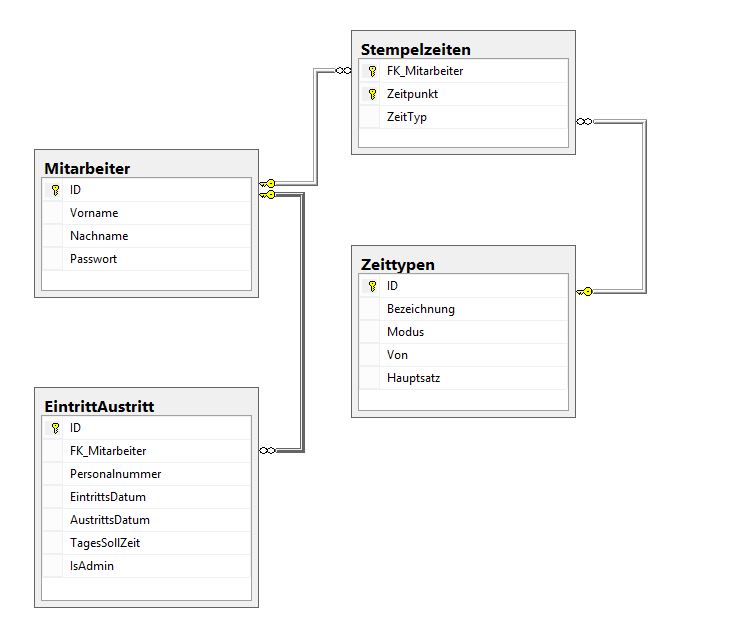 Stempelzeiten
FK_Mitarbeiter
Zeitpunkt
ZeitTyp
Mitarbeiter
ID
Vorname
Nachname
Passwort
Zeittypen
ID
Bezeichnung
Modus
Von
Hauptsatz
EintrittAustritt
ID
FK_Mitarbeiter
Personalnummer
EintrittsDatum
AustrittsDatum
TagesSollZeit
IsAdmin